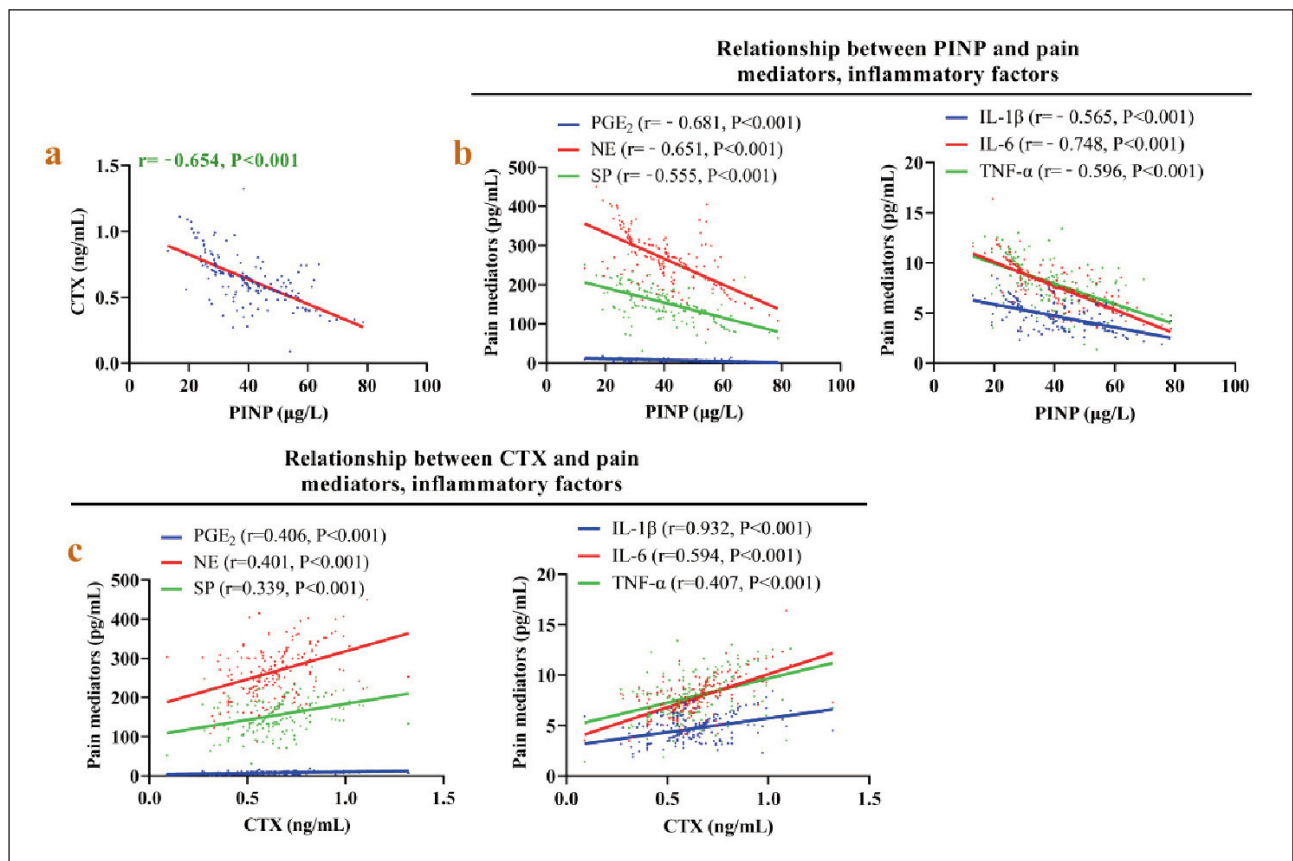 Relationship between PINP and pain
mediators, inflammatory factors
a
r= -0.654, P<0.001
1.5
1.0
0.5
0.0
CTX (ng/mL)
0
20
40
60
80
100
PINP (μg/L)
b
PGE₂ (r= -0.681, P<0.001)
NE (r= -0.651, P<0.001)
SP (r= -0.555, P<0.001)
500
400
300
200
100
0
Pain mediators (pg/mL)
0
20
40
60
80
100
PINP (μg/L)
IL-1β (r= -0.565, P<0.001)
IL-6 (r= -0.748, P<0.001)
TNF-α (r= -0.596, P<0.001)
20
15
10
5
0
Pain mediators (pg/mL)
0
20
40
60
80
100
PINP (μg/L)
Relationship between CTX and pain
mediators, inflammatory factors
c
PGE₂ (r=0.406, P<0.001)
NE (r=0.401, P<0.001)
SP (r=0.339, P<0.001)
500
400
300
200
100
0
Pain mediators (pg/mL)
0.0
0.5
1.0
1.5
CTX (ng/mL)
IL-1β (r=0.932, P<0.001)
IL-6 (r=0.594, P<0.001)
TNF-α (r=0.407, P<0.001)
20
15
10
5
0
Pain mediators (pg/mL)
0.0
0.5
1.0
1.5
CTX (ng/mL)